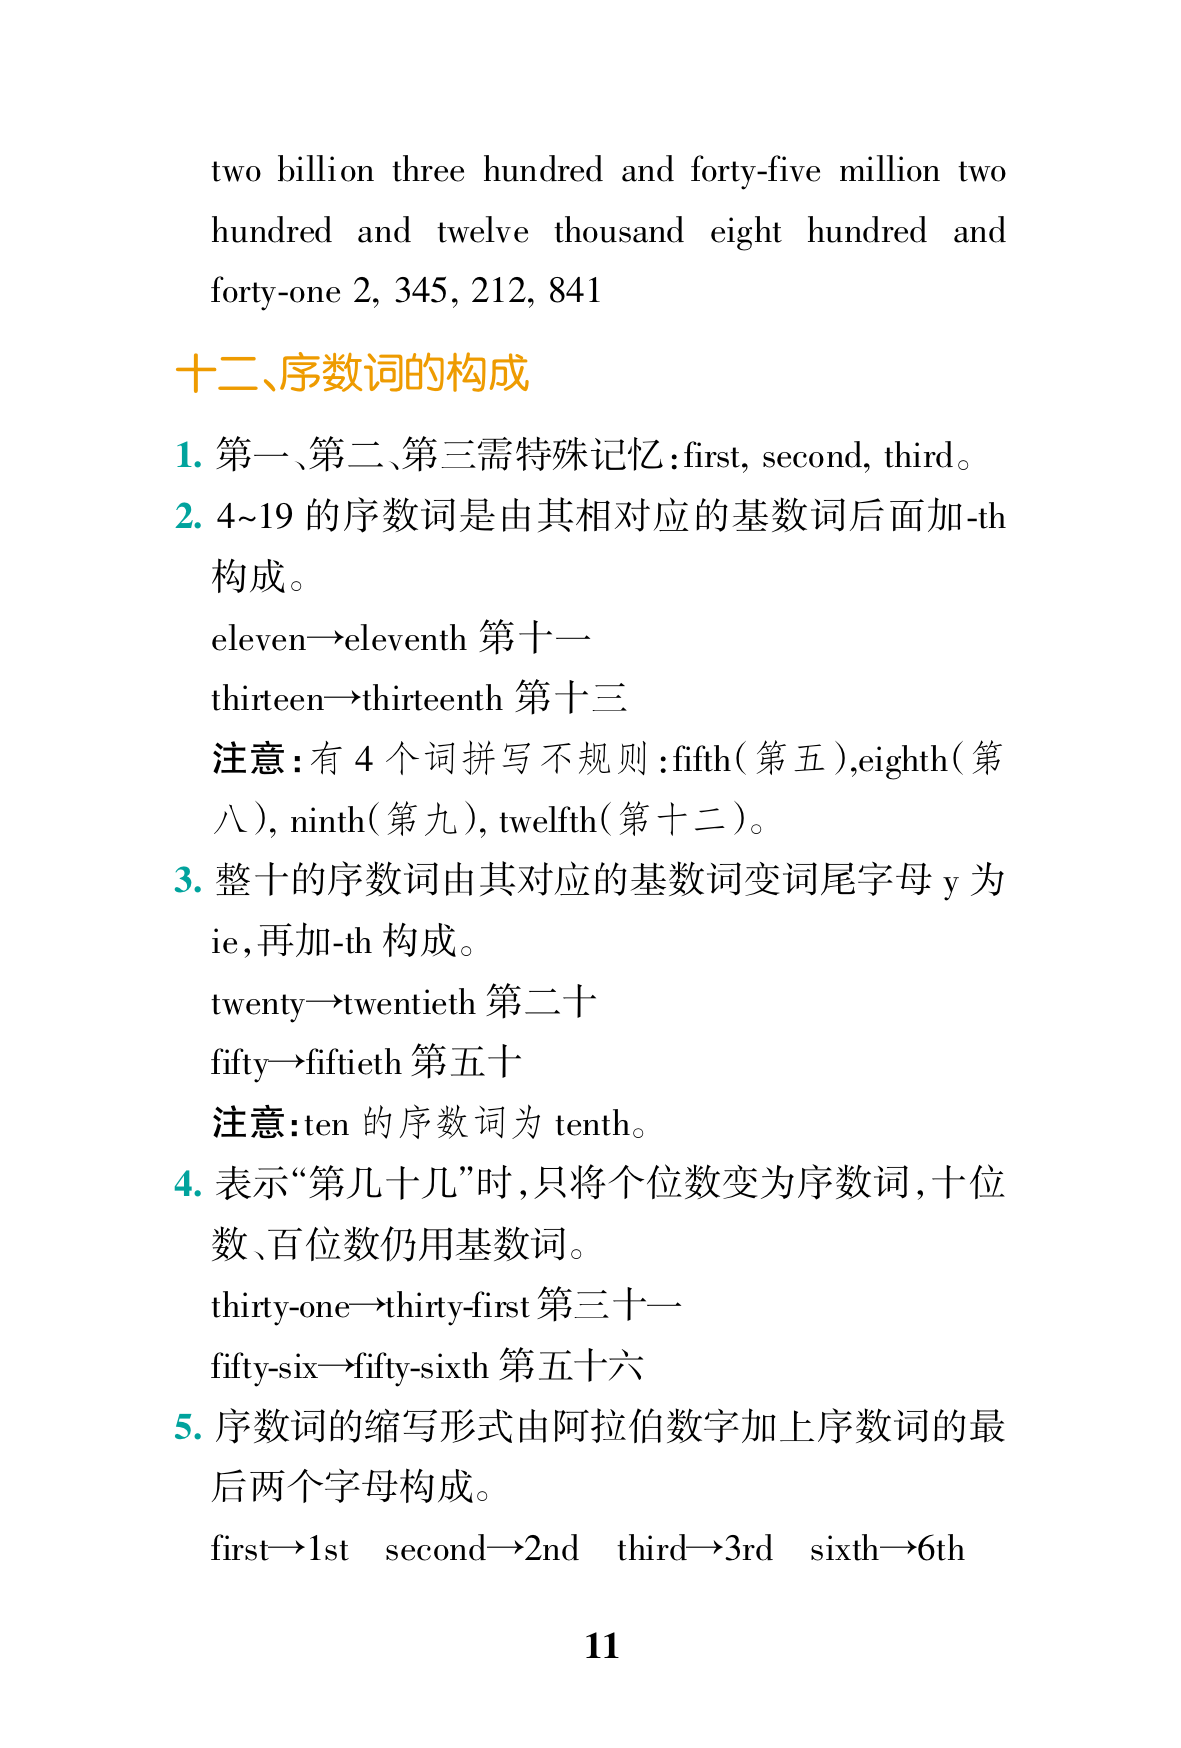 two billion three hundred and forty-five million two
hundred and twelve thousand eight hundred and
forty-one 2, 345, 212, 841
十二、序数词的构成
1. 第一、第二、第三需特殊记忆:first, second, third。
2. 4~19 的序数词是由其相对应的基数词后面加-th
构成。
eleven→eleventh 第十一
thirteen→thirteenth 第十三
注意:有 4 个词拼写不规则:fifth(第五),eighth(第
八), ninth(第九), twelfth(第十二)。
3. 整十的序数词由其对应的基数词变词尾字母 y 为
ie,再加-th 构成。
twenty→twentieth 第二十
fifty→fiftieth 第五十
注意:ten 的序数词为 tenth。
4. 表示“第几十几”时,只将个位数变为序数词,十位
数、百位数仍用基数词。
thirty-one→thirty-first 第三十一
fifty-six→fifty-sixth 第五十六
5. 序数词的缩写形式由阿拉伯数字加上序数词的最
后两个字母构成。
first→1st second→2nd third→3rd sixth→6th
11